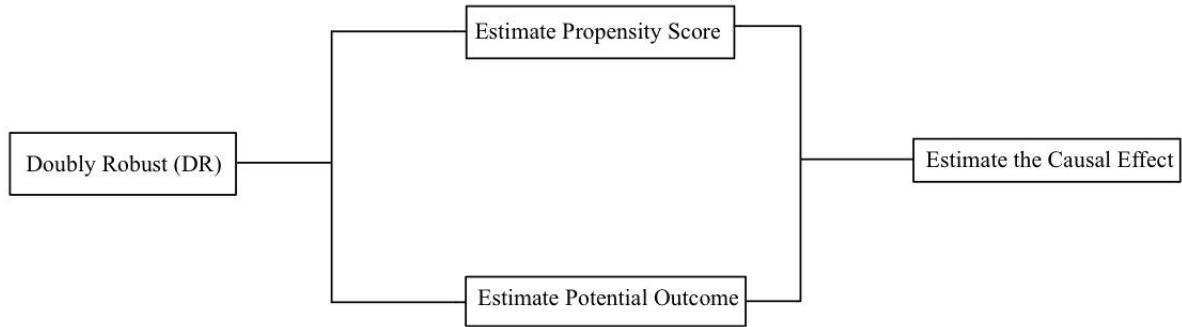 Estimate Propensity Score
Doubly Robust (DR)
Estimate the Causal Effect
Estimate Potential Outcome